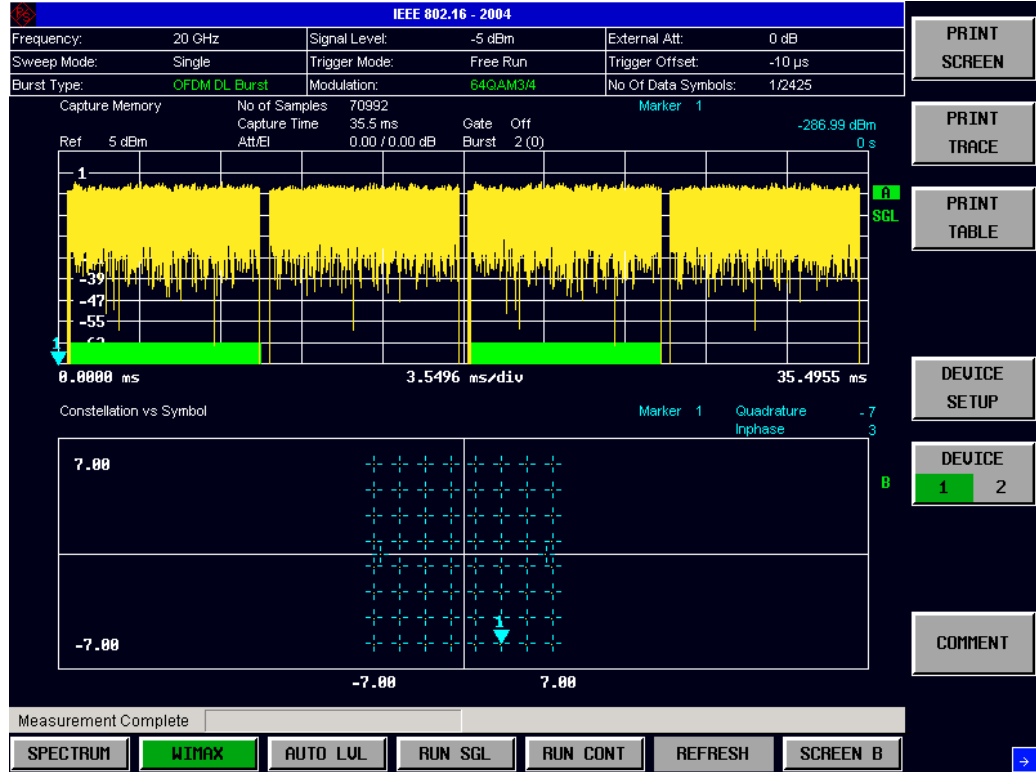 IEEE 802.16 - 2004
Frequency: 20 GHz Signal Level: -5 dBm External Att: 0 dB
Sweep Mode: Single Trigger Mode: Free Run Trigger Offset: -10 µs
Burst Type: OFDM DL Burst Modulation: 64QAM3/4 No Of Data Symbols: 1/2425
Capture Memory No of Samples 70992 Marker 1
Capture Time 35.5 ms Gate Off -286.99 dBm
Ref 5 dBm Att/El 0.00 / 0.00 dB Burst 2 (0) 0 s
1
A
SGL
-39
-47
-55
1
0.0000 ms 3.5496 ms/div 35.4955 ms
Constellation vs Symbol Marker 1 Quadrature -7
Inphase 3
7.00
B
1
-7.00
-7.00 7.00
Measurement Complete
SPECTRUM WIMAX AUTO LVL RUN SGL RUN CONT REFRESH SCREEN B
PRINT
SCREEN
PRINT
TRACE
PRINT
TABLE
DEVICE
SETUP
DEVICE
1 2
COMMENT